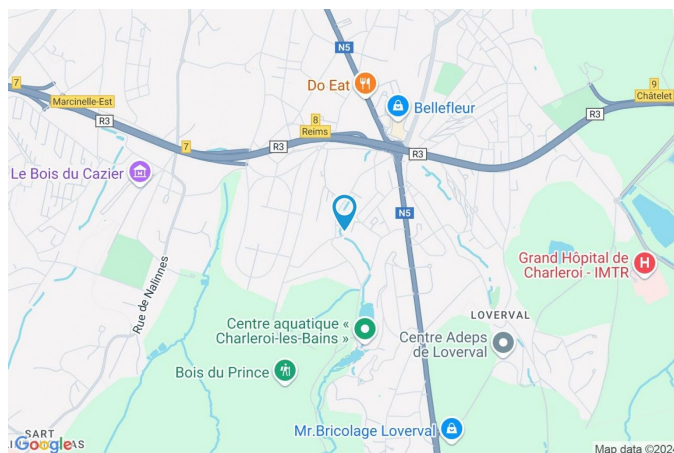 N5
Do Eat
7
Marcinelle-Est
R3
8
Reims
R3
7
Bellefleur
R3
9
Châtelet
R3
Le Bois du Cazier
N5
Rue de Nalinnes
Grand Hôpital de
Charleroi - IMTR
H
LOVERVAL
Centre aquatique «
Charleroi-les-Bains »
Centre Adeps
de Loverval
Bois du Prince
Mr.Bricolage Loverval
SART
Google
Map data ©2024